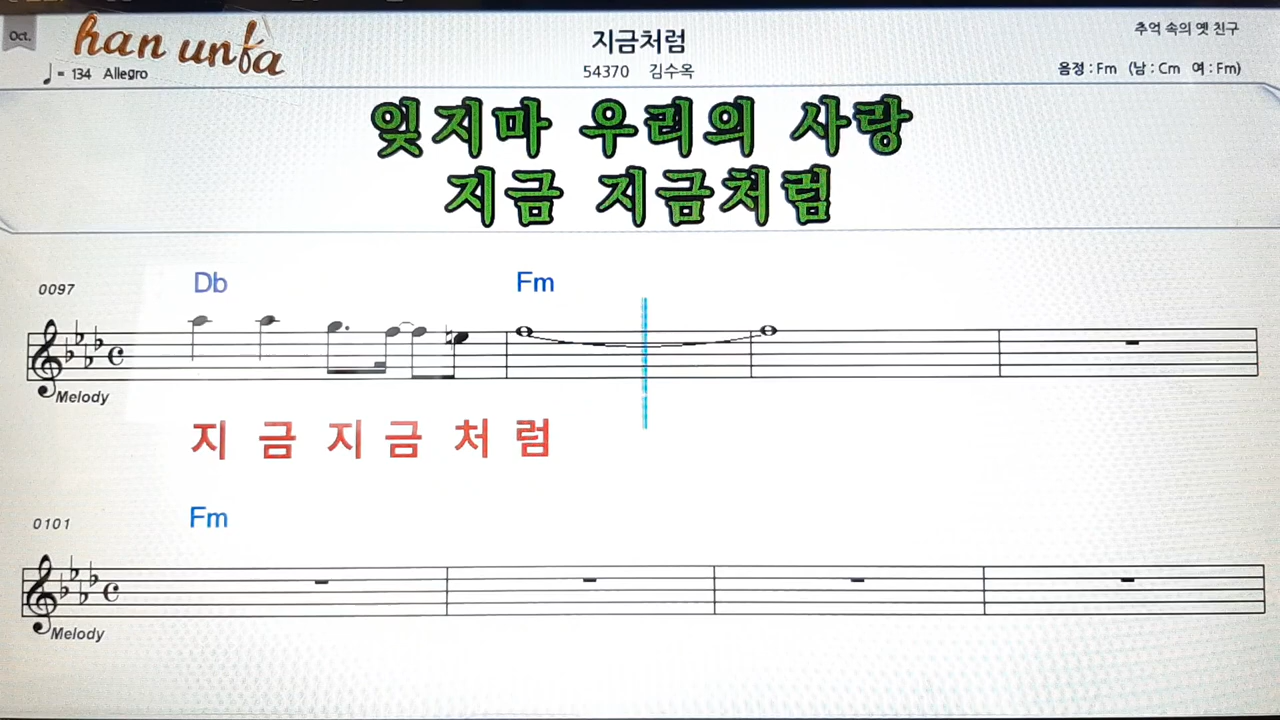 Oct.
han unfa
추억 속의 옛 친구
지금처럼
♩ = 134 Allegro
54370 김수옥
음정 : Fm (남 : Cm 여 : Fm)
잊지마 우리의 사랑
지금 지금처럼
0097
Db Fm
Melody
지 금 지 금 처 럼
0101
Fm
Melody